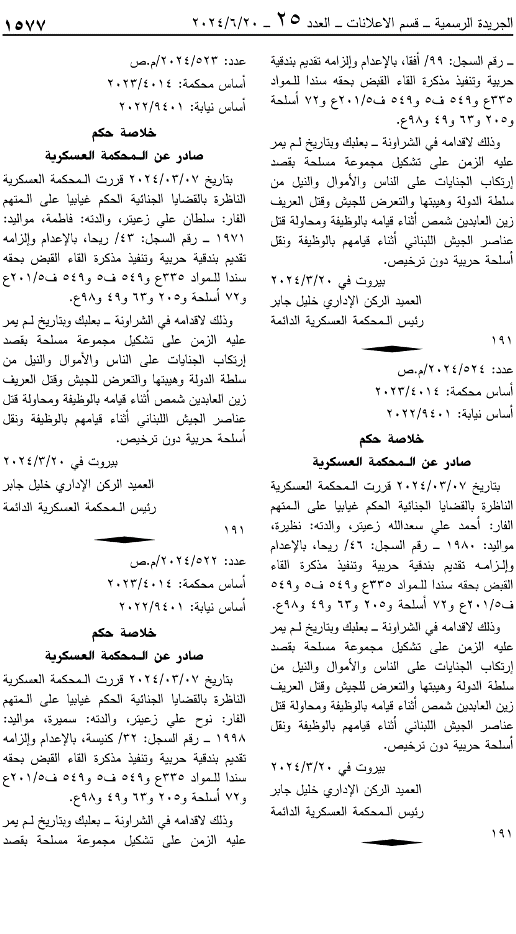 الجريدة الرسمية ــ قسم الاعلانات ــ العدد ٢٥ ــ ٢٠٢٤/٦/٢٠
١٥٧٧
ــ رقم السجل: ٩٩/ أفقا، بالإعدام وإلزامه تقديم بندقية
حربية وتنفيذ مذكرة القاء القبض بحقه سندا للمواد
٣٣٥ع و٥٤٩ ف٥ و٥٤٩ ف٢٠١/٥ع و٧٢ أسلحة
و٢٠٥ و٦٣ و٤٩ و٩٨ع.
وذلك لاقدامه في الشراونة ــ بعلبك وبتاريخ لم يمر
عليه الزمن على تشكيل مجموعة مسلحة بقصد
إرتكاب الجنايات على الناس والأموال والنيل من
سلطة الدولة وهيبتها والتعرض للجيش وقتل العريف
زين العابدين شمص أثناء قيامه بالوظيفة ومحاولة قتل
عناصر الجيش اللبناني أثناء قيامهم بالوظيفة ونقل
أسلحة حربية دون ترخيص.
بيروت في ٢٠٢٤/٣/٢٠
العميد الركن الإداري خليل جابر
رئيس المحكمة العسكرية الدائمة
١٩١
عدد: ٢٠٢٤/٥٢٤/م.ص
أساس محكمة: ٢٠٢٣/٤٠١٤
أساس نيابة: ٢٠٢٢/٩٤٠١
خلاصة حكم
صادر عن المحكمة العسكرية
بتاريخ ٢٠٢٤/٠٣/٠٧ قررت المحكمة العسكرية
الناظرة بالقضايا الجنائية الحكم غيابيا على المتهم
الفار: أحمد علي سعدالله زعيتر، والدته: نظيرة،
مواليد: ١٩٨٠ ــ رقم السجل: ٤٦/ ريحا، بالإعدام
وإلزامه تقديم بندقية حربية وتنفيذ مذكرة القاء
القبض بحقه سندا للمواد ٣٣٥ع و٥٤٩ ف٥ و٥٤٩
ف٢٠١/٥ع و٧٢ أسلحة و٢٠٥ و٦٣ و٤٩ و٩٨ع.
وذلك لاقدامه في الشراونة ــ بعلبك وبتاريخ لم يمر
عليه الزمن على تشكيل مجموعة مسلحة بقصد
إرتكاب الجنايات على الناس والأموال والنيل من
سلطة الدولة وهيبتها والتعرض للجيش وقتل العريف
زين العابدين شمص أثناء قيامه بالوظيفة ومحاولة قتل
عناصر الجيش اللبناني أثناء قيامهم بالوظيفة ونقل
أسلحة حربية دون ترخيص.
بيروت في ٢٠٢٤/٣/٢٠
العميد الركن الإداري خليل جابر
رئيس المحكمة العسكرية الدائمة
١٩١
عدد: ٢٠٢٤/٥٢٣/م.ص
أساس محكمة: ٢٠٢٣/٤٠١٤
أساس نيابة: ٢٠٢٢/٩٤٠١
خلاصة حكم
صادر عن المحكمة العسكرية
بتاريخ ٢٠٢٤/٠٣/٠٧ قررت المحكمة العسكرية
الناظرة بالقضايا الجنائية الحكم غيابيا على المتهم
الفار: سلطان علي زعيتر، والدته: فاطمة، مواليد:
١٩٧١ ــ رقم السجل: ٤٣/ ريحا، بالإعدام وإلزامه
تقديم بندقية حربية وتنفيذ مذكرة القاء القبض بحقه
سندا للمواد ٣٣٥ع و٥٤٩ ف٥ و٥٤٩ ف٢٠١/٥ع
و٧٢ أسلحة و٢٠٥ و٦٣ و٤٩ و٩٨ع.
وذلك لاقدامه في الشراونة ــ بعلبك وبتاريخ لم يمر
عليه الزمن على تشكيل مجموعة مسلحة بقصد
إرتكاب الجنايات على الناس والأموال والنيل من
سلطة الدولة وهيبتها والتعرض للجيش وقتل العريف
زين العابدين شمص أثناء قيامه بالوظيفة ومحاولة قتل
عناصر الجيش اللبناني أثناء قيامهم بالوظيفة ونقل
أسلحة حربية دون ترخيص.
بيروت في ٢٠٢٤/٣/٢٠
العميد الركن الإداري خليل جابر
رئيس المحكمة العسكرية الدائمة
١٩١
عدد: ٢٠٢٤/٥٢٢/م.ص
أساس محكمة: ٢٠٢٣/٤٠١٤
أساس نيابة: ٢٠٢٢/٩٤٠١
خلاصة حكم
صادر عن المحكمة العسكرية
بتاريخ ٢٠٢٤/٠٣/٠٧ قررت المحكمة العسكرية
الناظرة بالقضايا الجنائية الحكم غيابيا على المتهم
الفار: نوح علي زعيتر، والدته: سميرة، مواليد:
١٩٩٨ ــ رقم السجل: ٣٢/ كنيسة، بالإعدام وإلزامه
تقديم بندقية حربية وتنفيذ مذكرة القاء القبض بحقه
سندا للمواد ٣٣٥ع و٥٤٩ ف٥ و٥٤٩ ف٢٠١/٥ع
و٧٢ أسلحة و٢٠٥ و٦٣ و٤٩ و٩٨ع.
وذلك لاقدامه في الشراونة ــ بعلبك وبتاريخ لم يمر
عليه الزمن على تشكيل مجموعة مسلحة بقصد